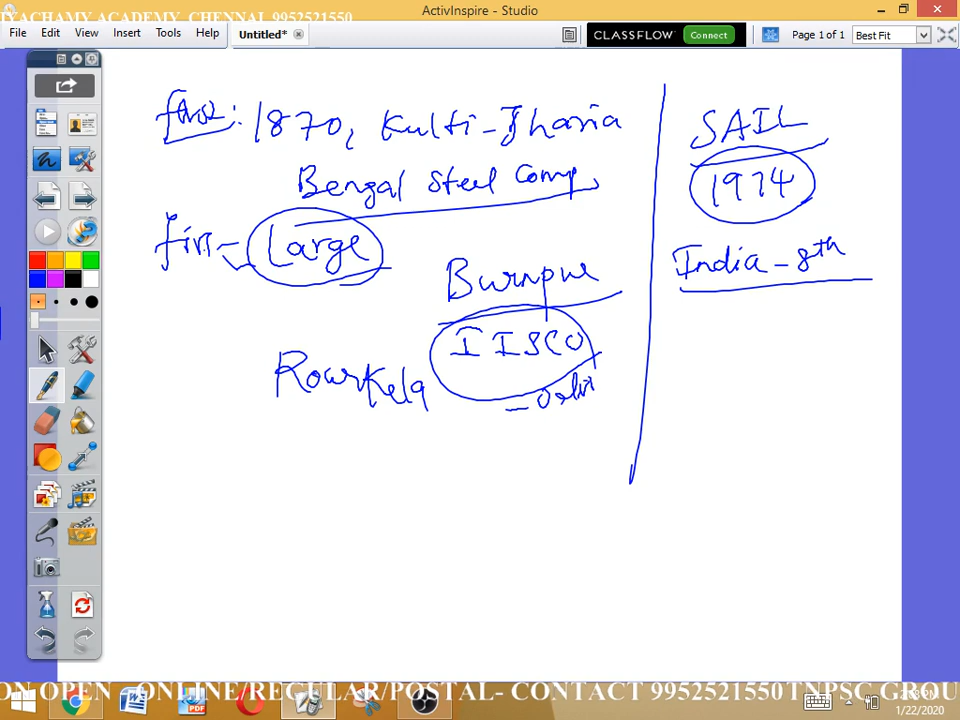 IYACHAMY ACADEMY, CHENNAI 9952521550
ActivInspire - Studio
File Edit View Insert Tools Help Untitled* CLASSFLOW Connect Page 1 of 1 Best Fit
First: 1870, Kulti-Jharia
Bengal Steel Comp
Large
Burnpur
IISCO
Rourkela
SAIL
1974
India - 8th
ON OPEN - ONLINE/REGULAR/POSTAL- CONTACT 9952521550 TNPSC GROU
1/22/2020